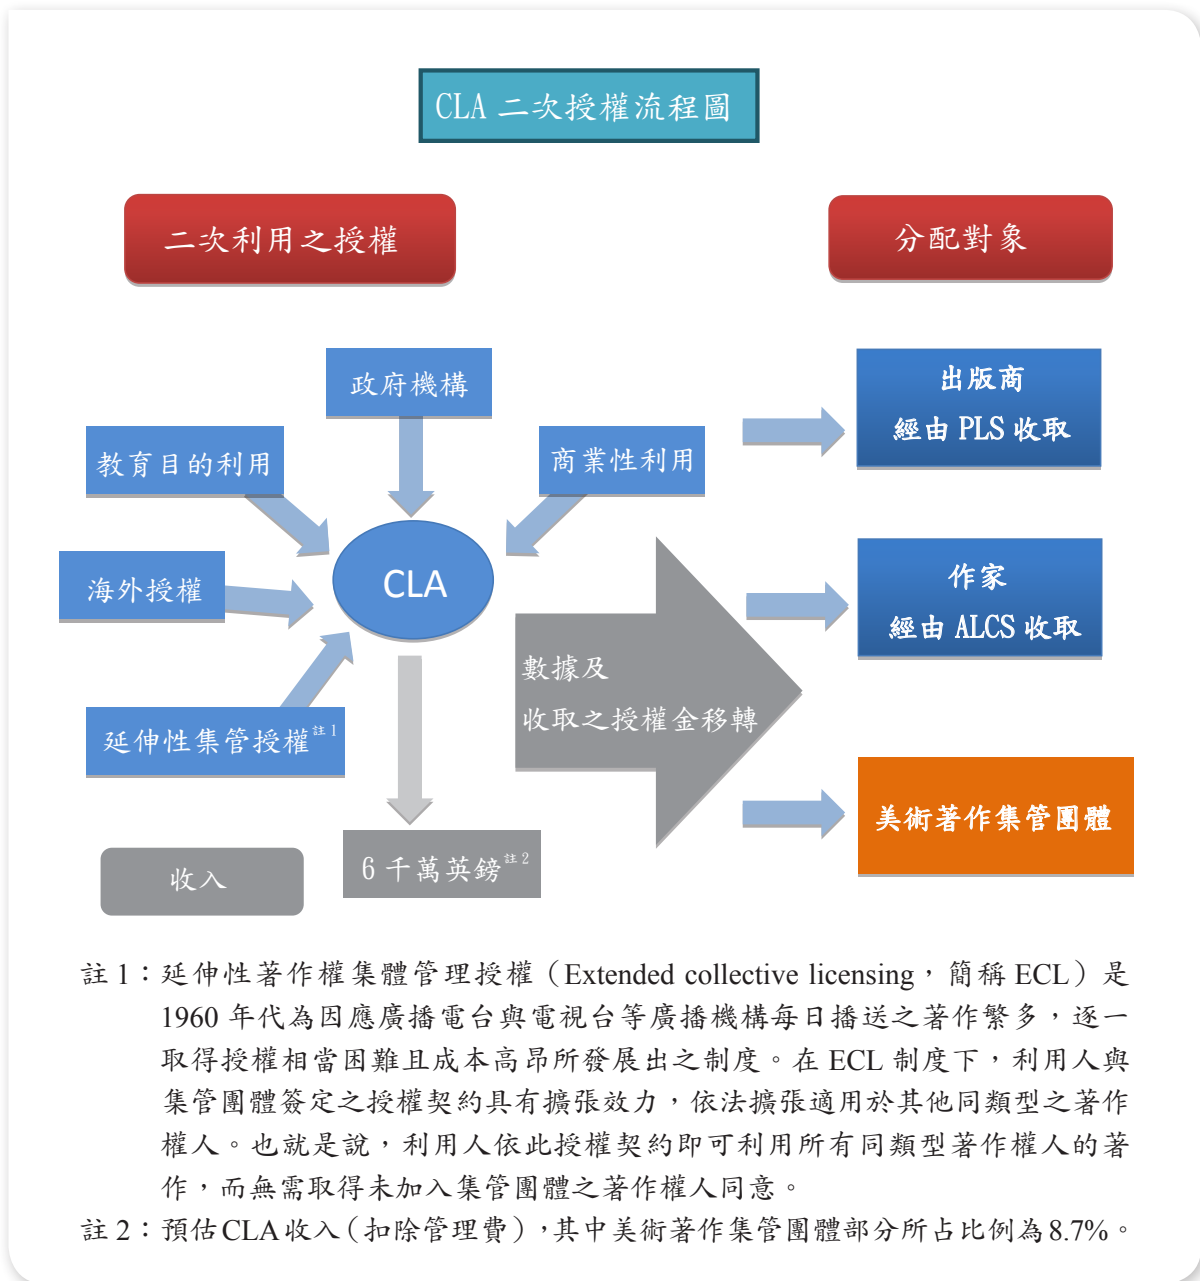 CLA 二次授權流程圖
二次利用之授權
分配對象
政府機構
教育目的利用
商業性利用
海外授權
CLA
延伸性集管授權註1
收入
6 千萬英鎊註2
數據及
收取之授權金移轉
出版商
經由 PLS 收取
作家
經由 ALCS 收取
美術著作集管團體
註 1：延伸性著作權集體管理授權（Extended collective licensing，簡稱 ECL）是
1960 年代為因應廣播電台與電視台等廣播機構每日播送之著作繁多，逐一
取得授權相當困難且成本高昂所發展出之制度。在 ECL 制度下，利用人與
集管團體簽定之授權契約具有擴張效力，依法擴張適用於其他同類型之著作
權人。也就是說，利用人依此授權契約即可利用所有同類型著作權人的著
作，而無需取得未加入集管團體之著作權人同意。
註 2：預估CLA收入（扣除管理費），其中美術著作集管團體部分所占比例為8.7%。